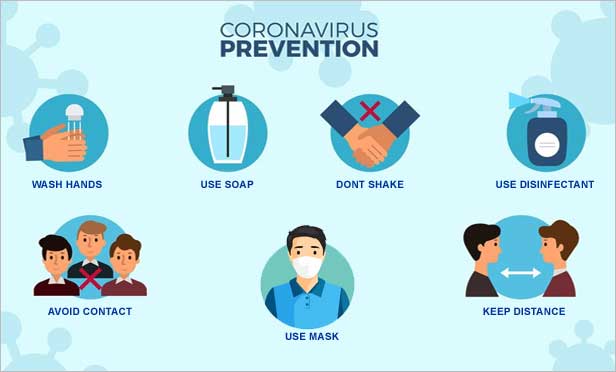 CORONAVIRUS
PREVENTION
WASH HANDS
USE SOAP
DONT SHAKE
USE DISINFECTANT
AVOID CONTACT
USE MASK
KEEP DISTANCE